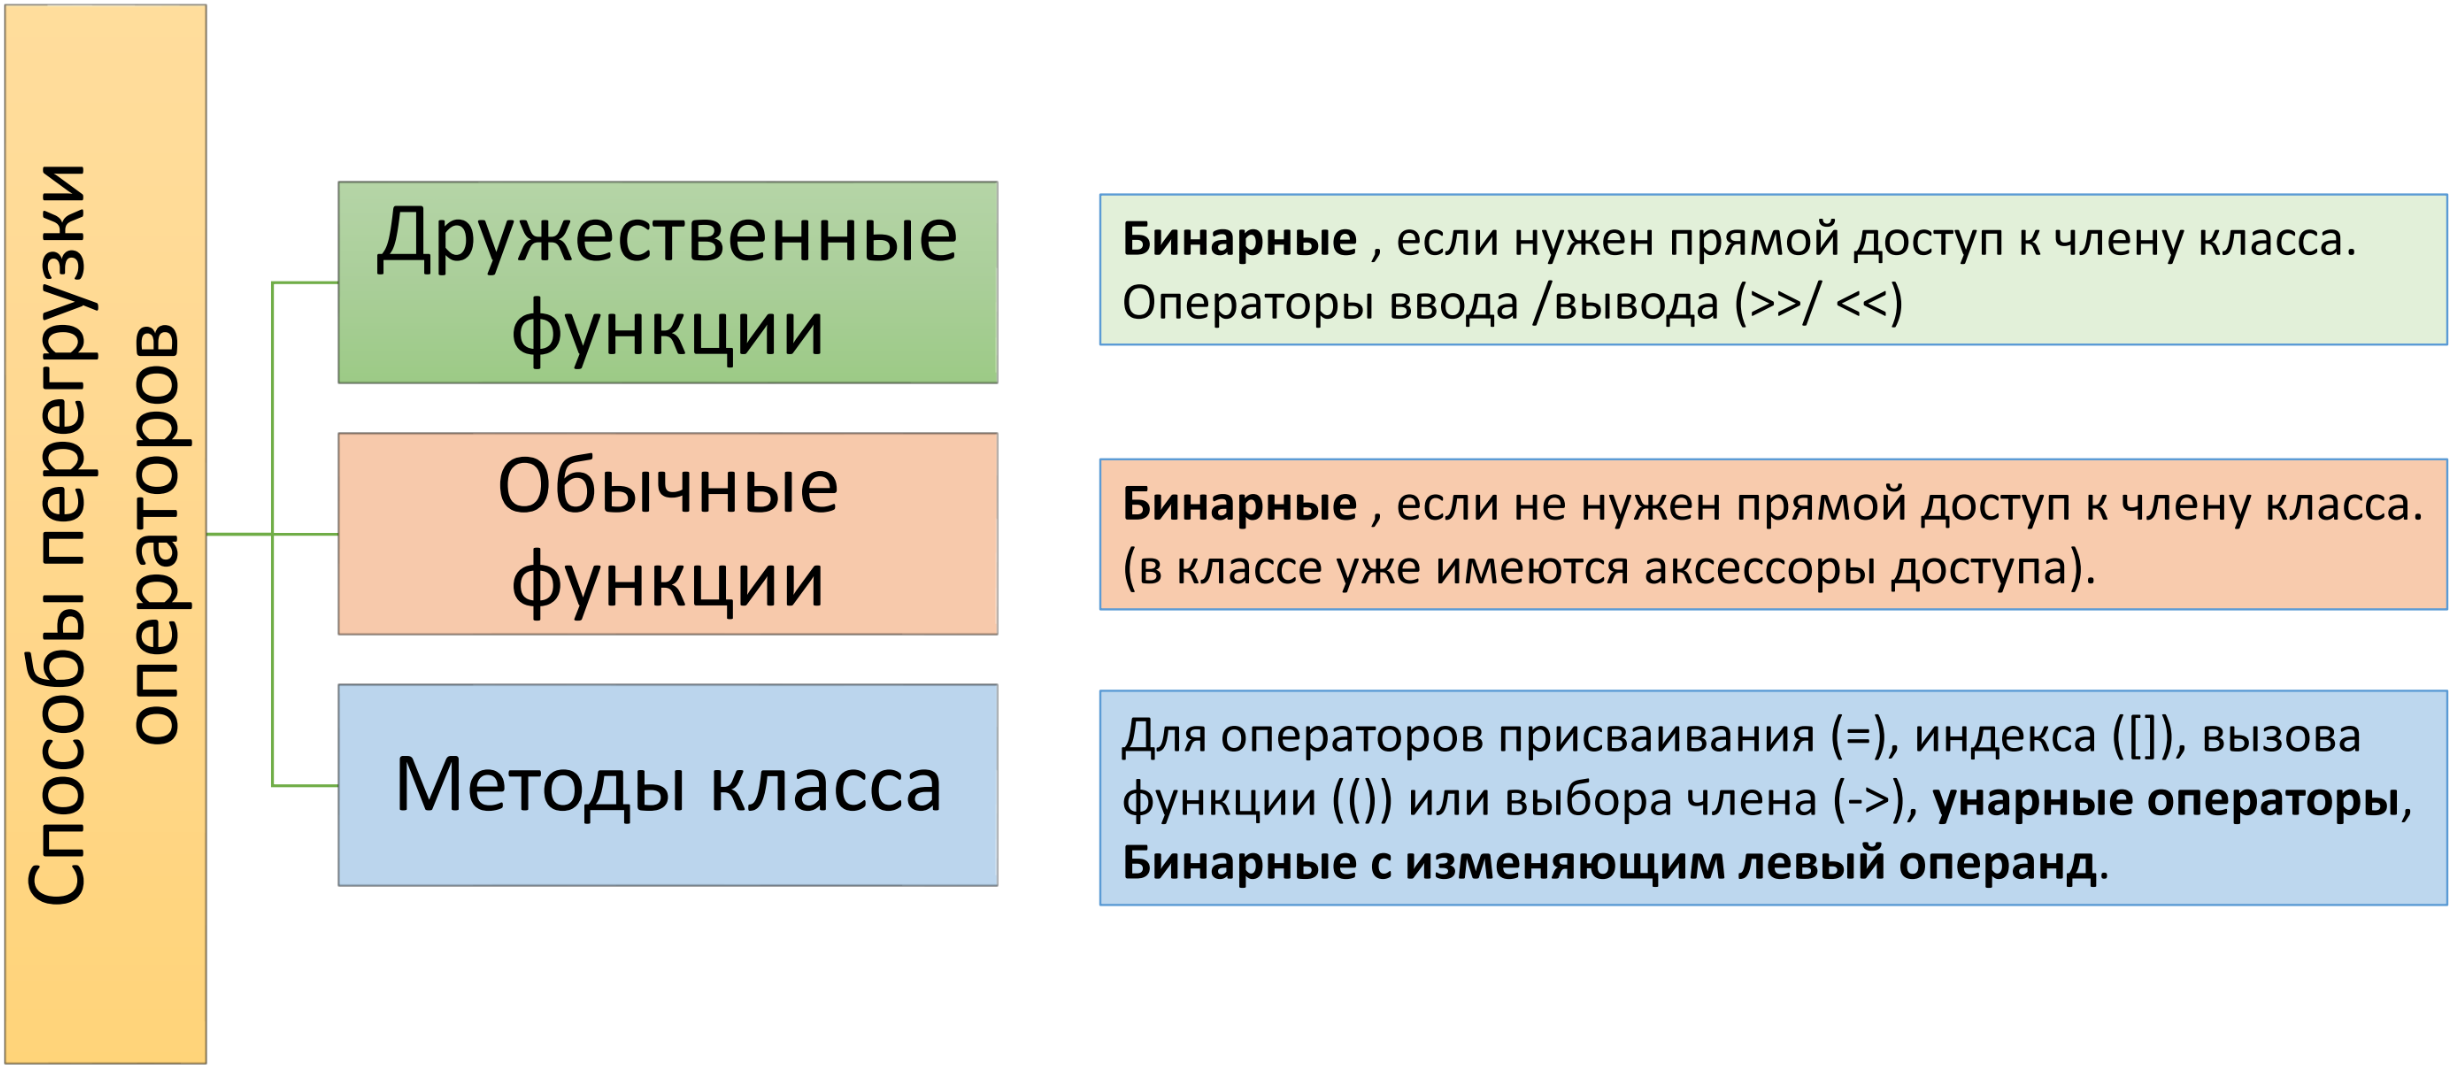 Способы перегрузки
операторов
Дружественные
функции
Бинарные , если нужен прямой доступ к члену класса.
Операторы ввода /вывода (>>/ <<)
Обычные
функции
Бинарные , если не нужен прямой доступ к члену класса.
(в классе уже имеются аксессоры доступа).
Методы класса
Для операторов присваивания (=), индекса ([]), вызова
функции (()) или выбора члена (->), унарные операторы,
Бинарные с изменяющим левый операнд.